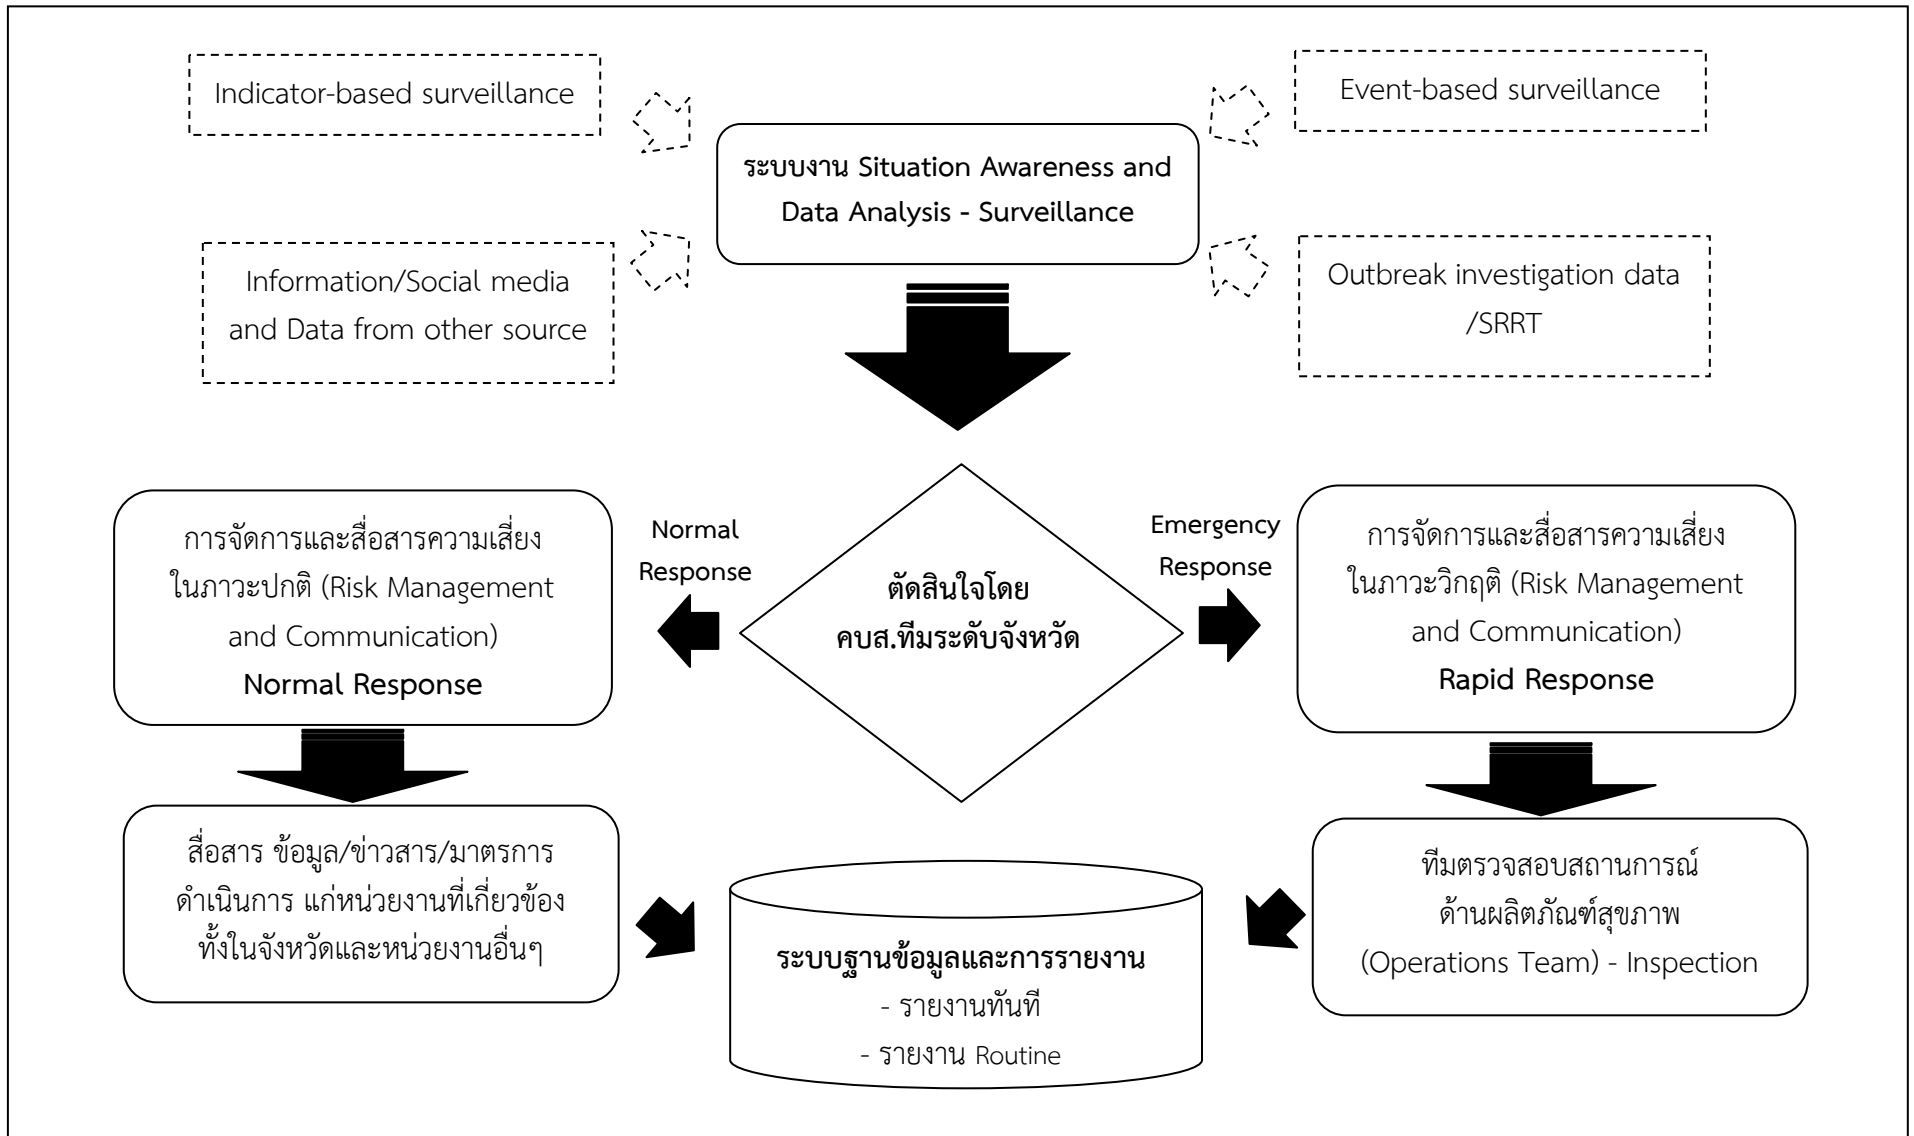 Indicator-based surveillance
Event-based surveillance
ระบบงาน Situation Awareness and
Data Analysis - Surveillance
Information/Social media
and Data from other source
Outbreak investigation data
/SRRT
การจัดการและสื่อสารความเสี่ยง
ในภาวะปกติ (Risk Management
and Communication)
Normal Response
Normal
Response
ตัดสินใจโดย
คบส.ทีมระดับจังหวัด
Emergency
Response
การจัดการและสื่อสารความเสี่ยง
ในภาวะวิกฤติ (Risk Management
and Communication)
Rapid Response
สื่อสาร ข้อมูล/ข่าวสาร/มาตรการ
ดำเนินการ แก่หน่วยงานที่เกี่ยวข้อง
ทั้งในจังหวัดและหน่วยงานอื่นๆ
ระบบฐานข้อมูลและการรายงาน
- รายงานทันที
- รายงาน Routine
ทีมตรวจสอบสถานการณ์
ด้านผลิตภัณฑ์สุขภาพ
(Operations Team) - Inspection